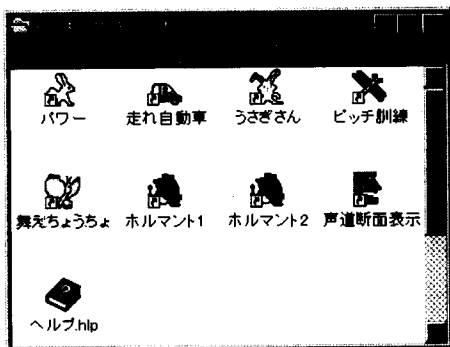 パワー 走れ自動車 うさぎさん ピッチ訓練
舞えちょうちょ ホルマント1 ホルマント2 声道断面表示
ヘルプ.hlp